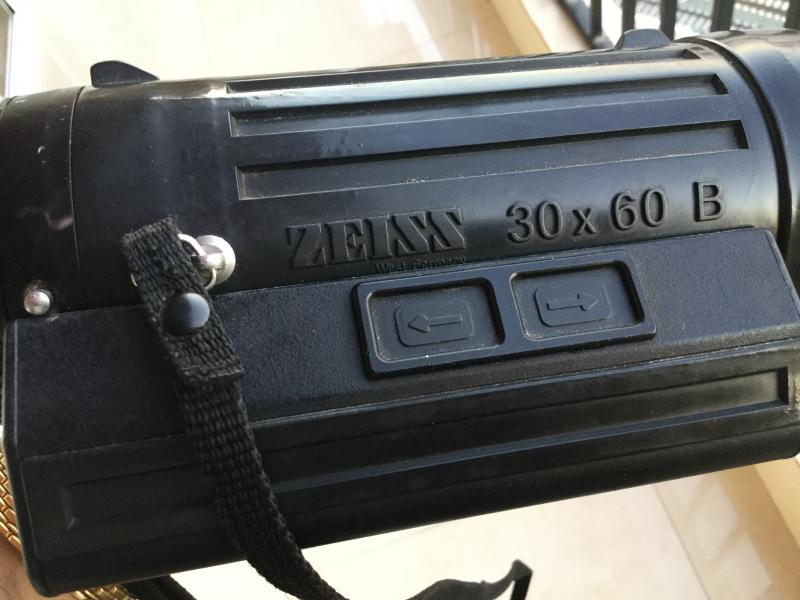 ZEISS 30 x 60 B
West Germany
← →